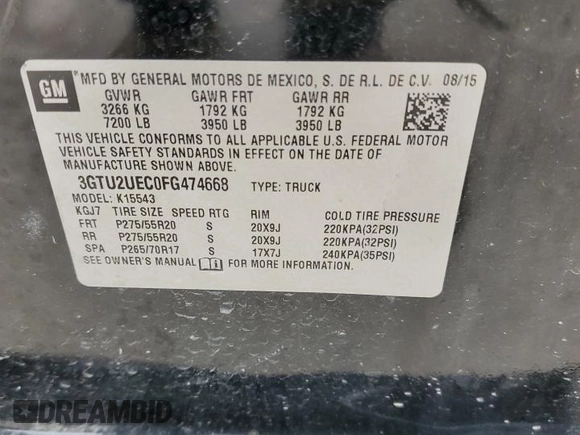 GM
MFD BY GENERAL MOTORS DE MEXICO, S. DE R.L. DE C.V. 08/15
GVWR GAWR FRT GAWR RR
3266 KG 1792 KG 1792 KG
7200 LB 3950 LB 3950 LB
THIS VEHICLE CONFORMS TO ALL APPLICABLE U.S. FEDERAL MOTOR
VEHICLE SAFETY STANDARDS IN EFFECT ON THE DATE OF
MANUFACTURE SHOWN ABOVE.
3GTU2UEC0FG474668 TYPE: TRUCK
MODEL: K15543
KGJ7 TIRE SIZE SPEED RTG RIM COLD TIRE PRESSURE
FRT P275/55R20 S 20X9J 220KPA(32PSI)
RR P275/55R20 S 20X9J 220KPA(32PSI)
SPA P265/70R17 S 17X7J 240KPA(35PSI)
SEE OWNER'S MANUAL FOR MORE INFORMATION.
DREAMBID